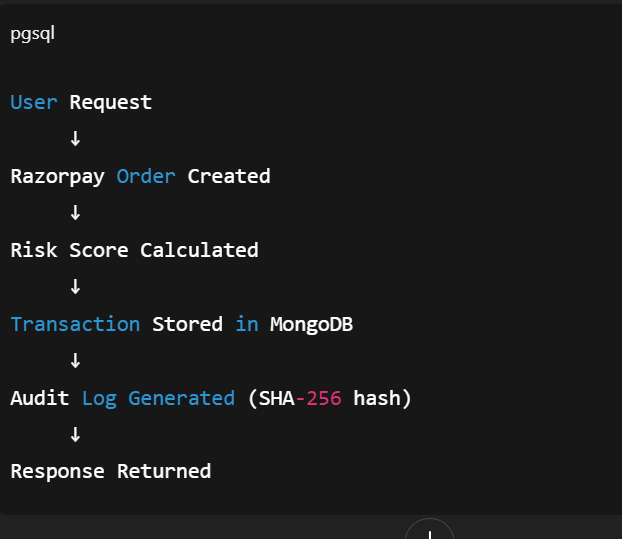 pgsql
User Request
↓
Razorpay Order Created
↓
Risk Score Calculated
↓
Transaction Stored in MongoDB
↓
Audit Log Generated (SHA-256 hash)
↓
Response Returned